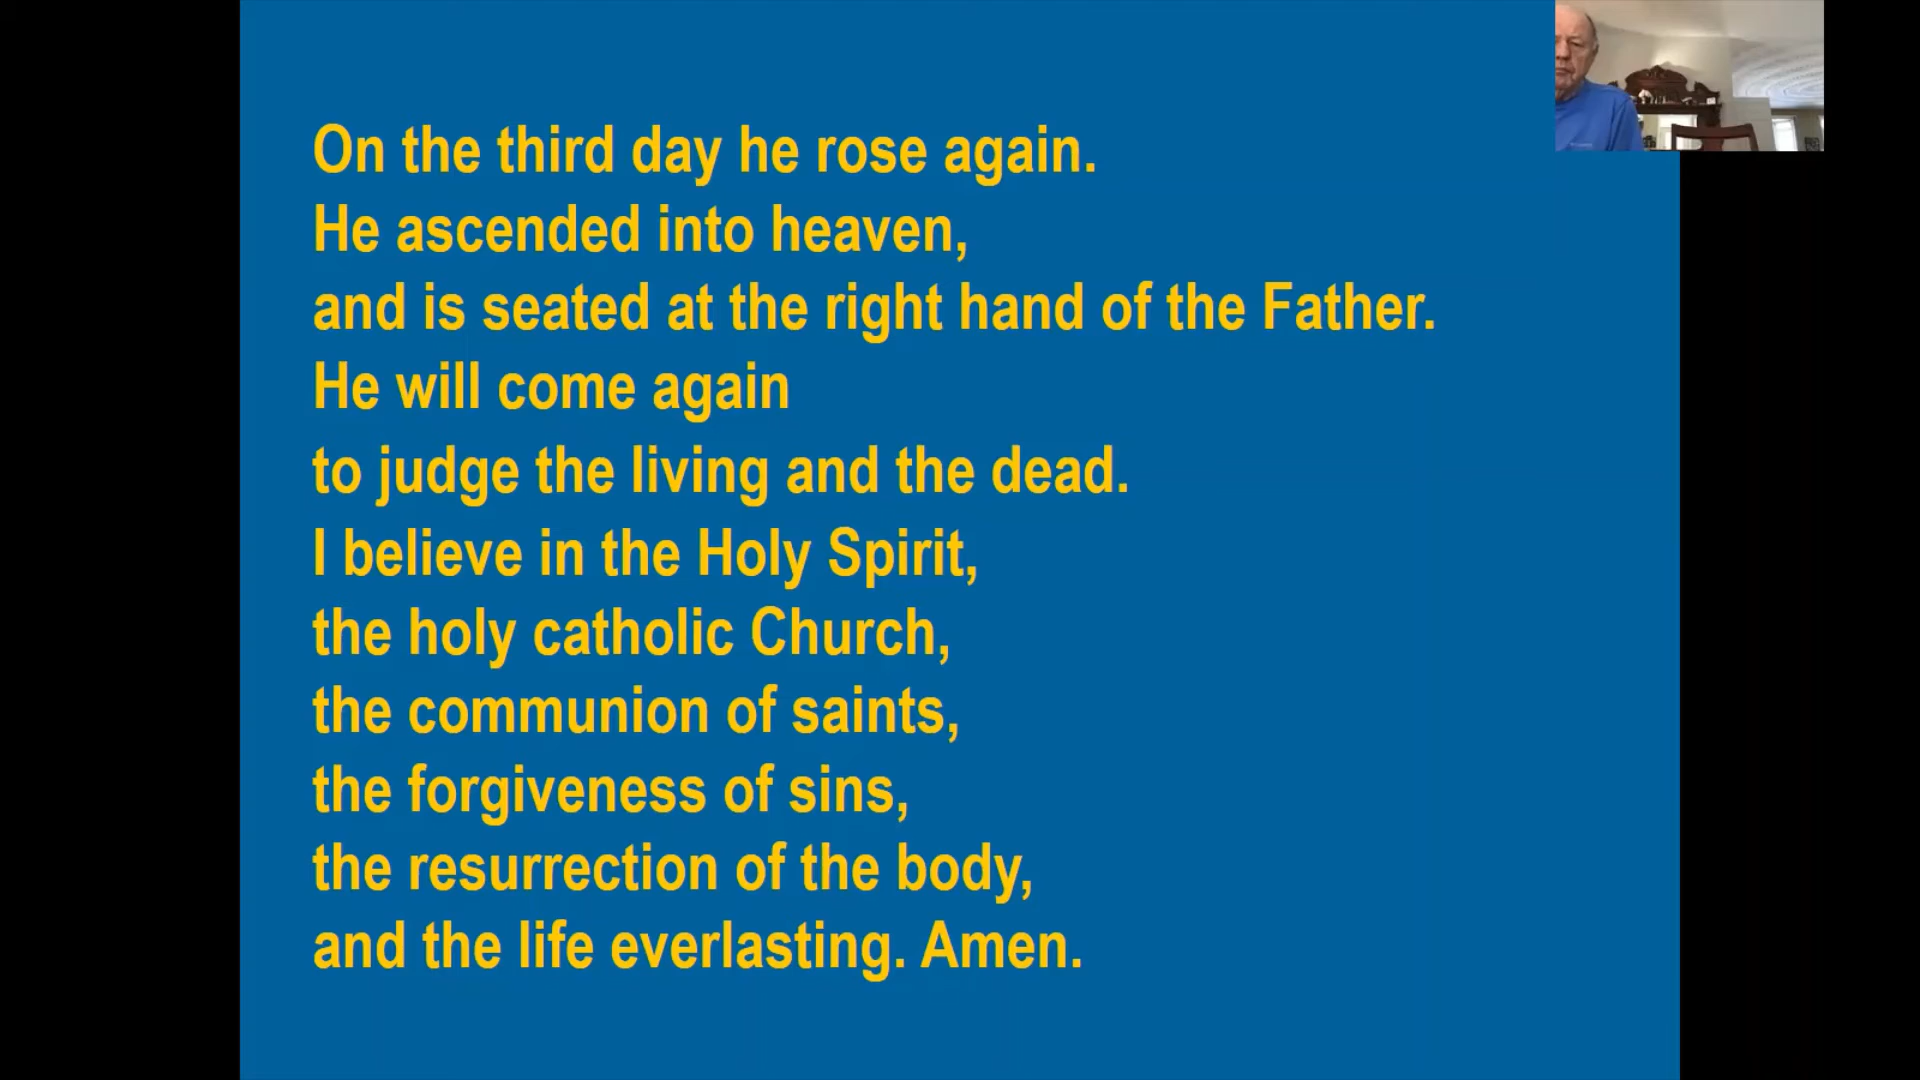 On the third day he rose again.
He ascended into heaven,
and is seated at the right hand of the Father.
He will come again
to judge the living and the dead.
I believe in the Holy Spirit,
the holy catholic Church,
the communion of saints,
the forgiveness of sins,
the resurrection of the body,
and the life everlasting. Amen.